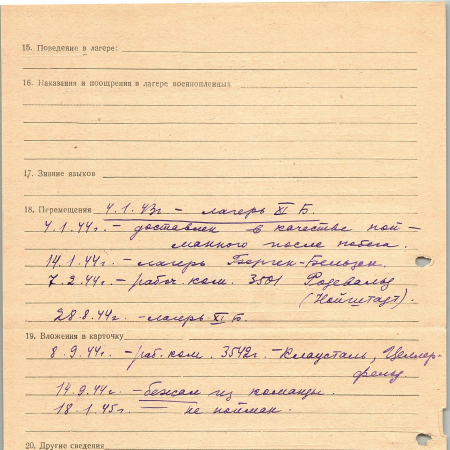 15. Поведение в лагере:
16. Наказания и поощрения в лагере военнопленных
17. Знание языков
18. Перемещения 4.1.43г. – лагерь XI Б.
4.1.44г. – доставлен в качестве пой-
манного после побега.
14.1.44г. – лагерь Берген-Бельзен.
7.2.44г. – рабоч. ком. 3501 Родевальд
(Нойштадт).
28.8.44г. – лагерь XI Б.
19. Вложения в карточку
8.9.44г. – раб. ком. 3542г. – Клаусталь, Целлер-
фельд.
14.9.44г. – бежал из команды.
18.1.45г. — не пойман.
20. Другие сведения